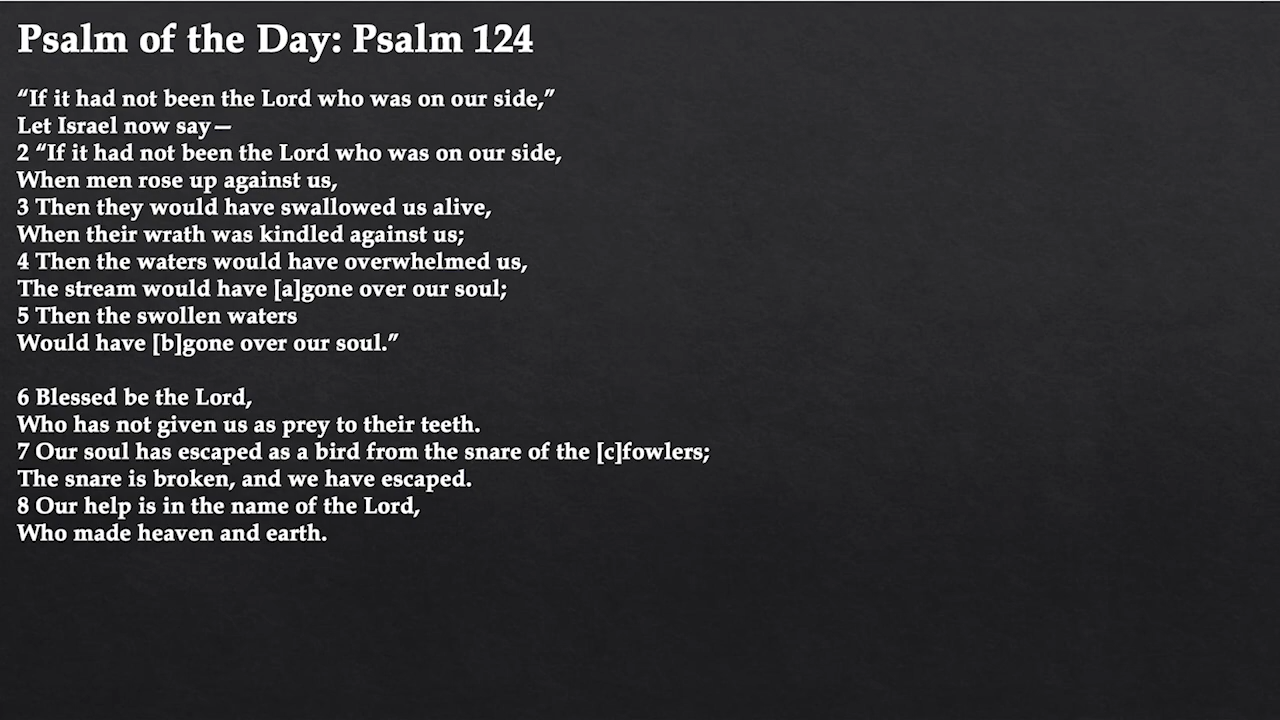 Psalm of the Day: Psalm 124
“If it had not been the Lord who was on our side,”
Let Israel now say—
2 “If it had not been the Lord who was on our side,
When men rose up against us,
3 Then they would have swallowed us alive,
When their wrath was kindled against us;
4 Then the waters would have overwhelmed us,
The stream would have [a]gone over our soul;
5 Then the swollen waters
Would have [b]gone over our soul.”
6 Blessed be the Lord,
Who has not given us as prey to their teeth.
7 Our soul has escaped as a bird from the snare of the [c]fowlers;
The snare is broken, and we have escaped.
8 Our help is in the name of the Lord,
Who made heaven and earth.